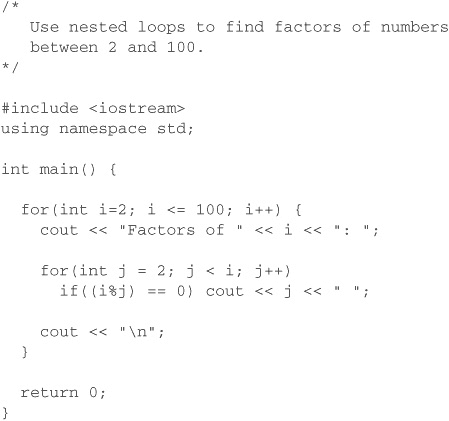 /*
Use nested loops to find factors of numbers
between 2 and 100.
*/
#include <iostream>
using namespace std;
int main() {
for(int i=2; i <= 100; i++) {
cout << "Factors of " << i << ": ";
for(int j = 2; j < i; j++)
if((i%j) == 0) cout << j << " ";
cout << "\n";
}
return 0;
}